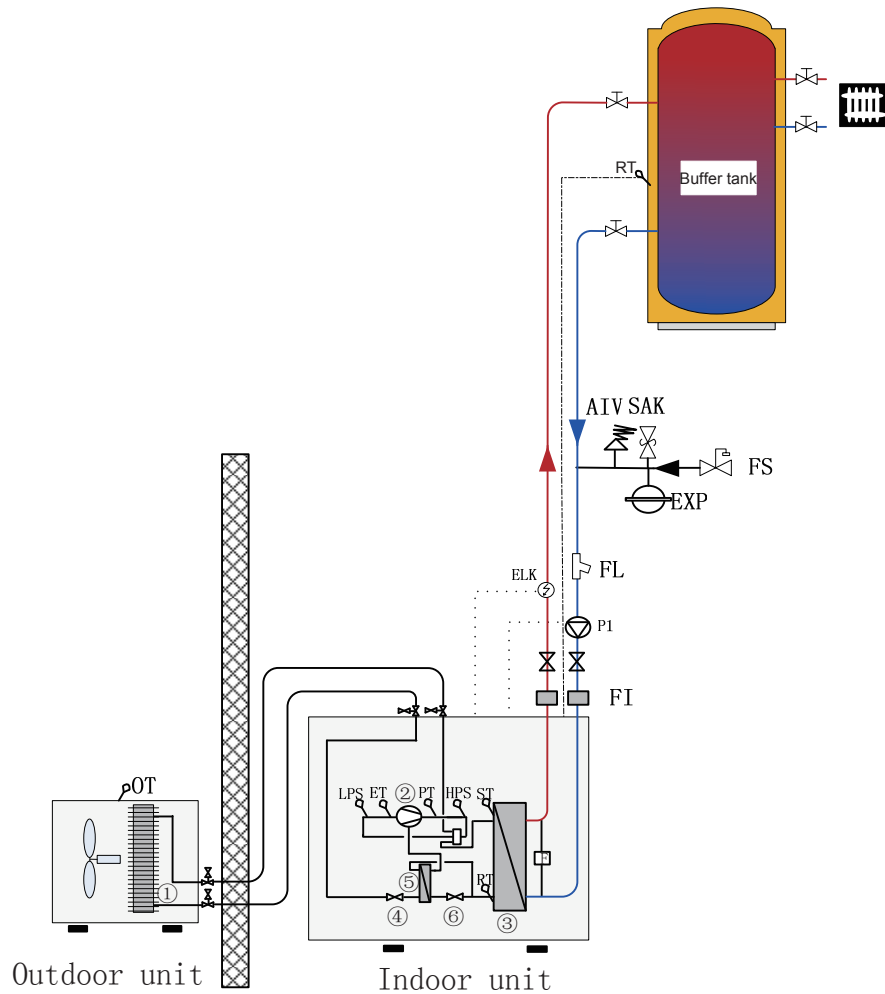 RT
Buffer tank
AIV SAK
FS
EXP
ELK
FL
P1
FI
OT
LPS ET ② PT HPS ST
①
⑤ RT
④ ⑥ ③
Outdoor unit
Indoor unit